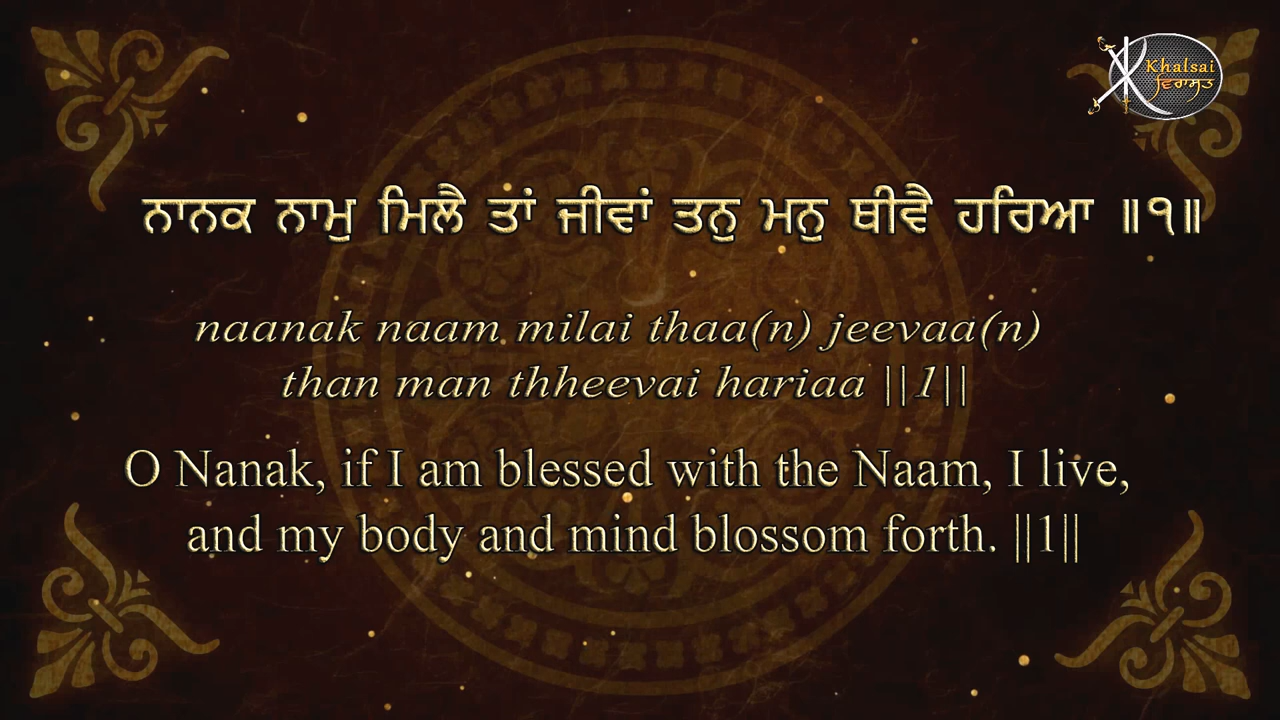 Khalsai
ਵਿਰਾਸਤ
ਨਾਨਕ ਨਾਮੁ ਮਿਲੈ ਤਾਂ ਜੀਵਾਂ ਤਨੁ ਮਨੁ ਥੀਵੈ ਹਰਿਆ ॥੧॥
naanak naam milai thaa(n) jeevaa(n)
than man thheevai hariaa ||1||
O Nanak, if I am blessed with the Naam, I live,
and my body and mind blossom forth. ||1||